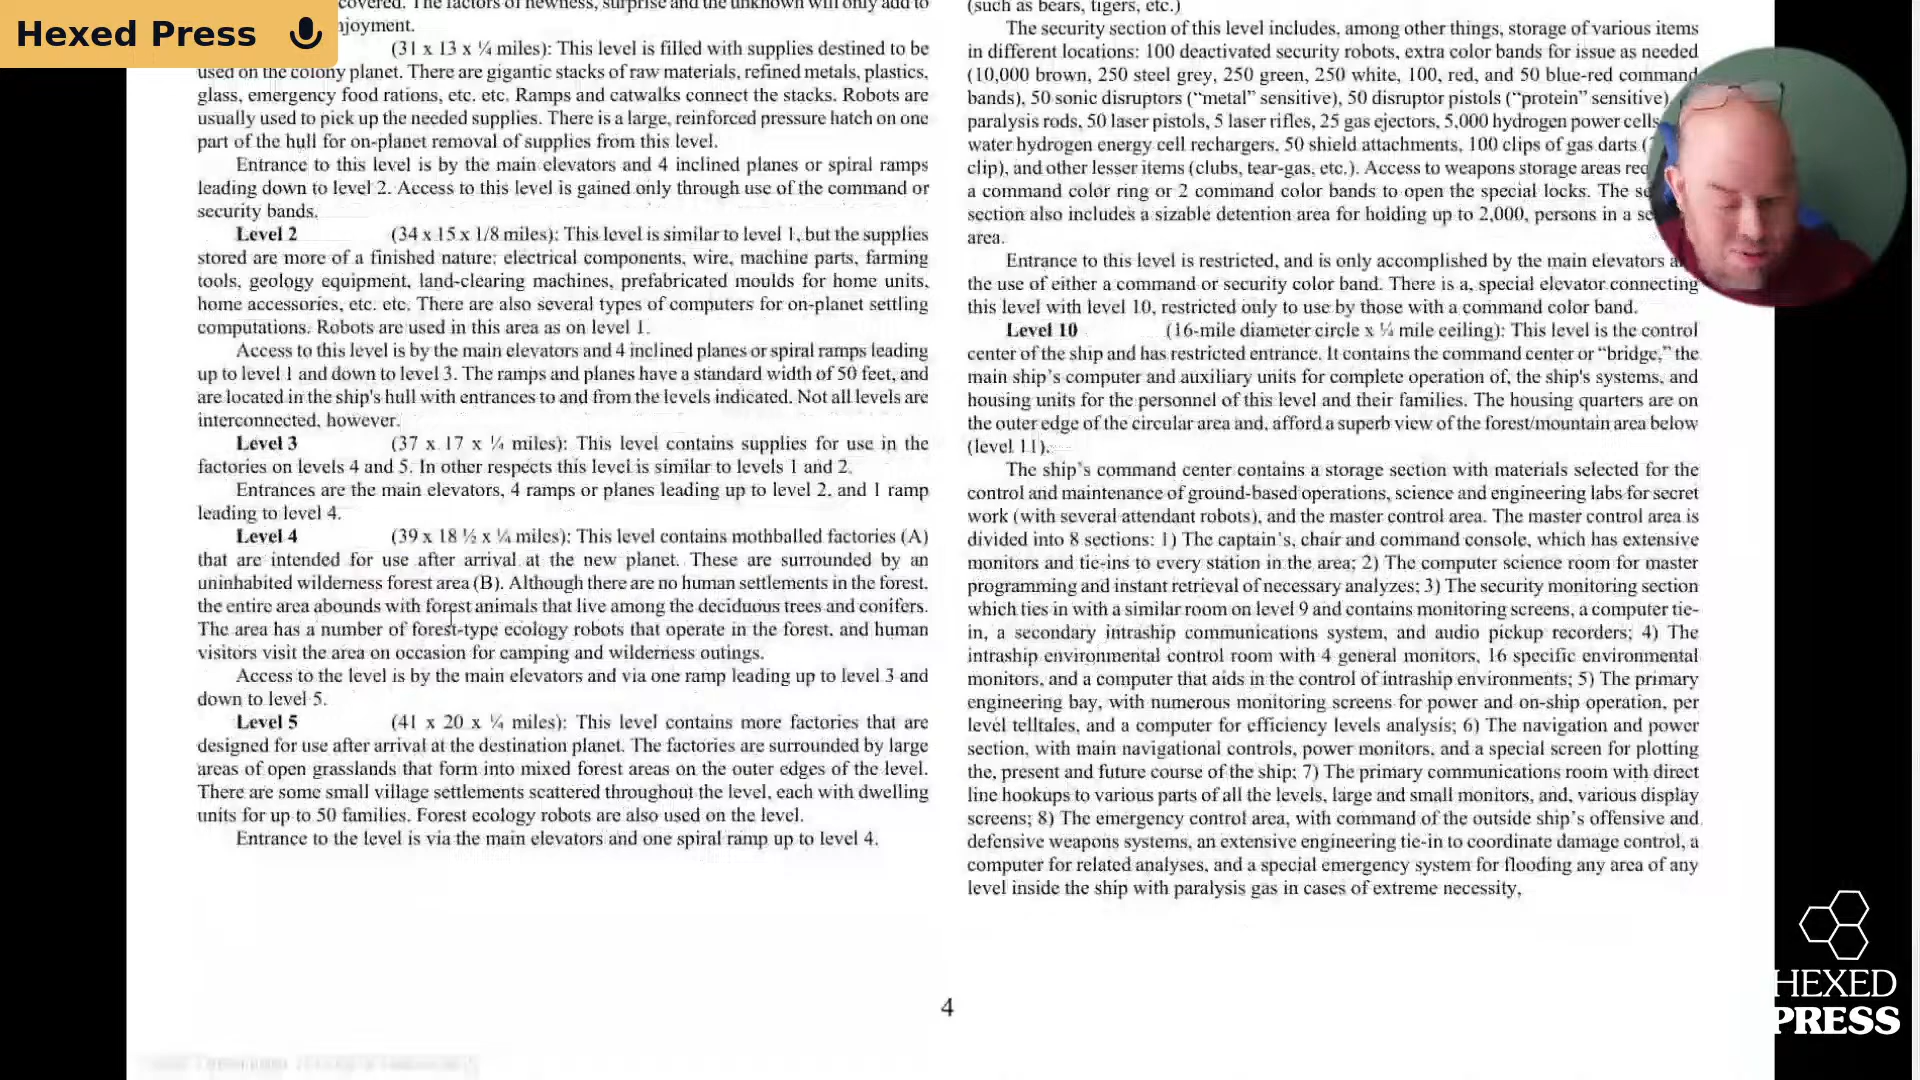 Hexed Press
covered. The factors of newness, surprise and the unknown will only add to
njoyment.
(31 x 13 x ¼ miles): This level is filled with supplies destined to be
used on the colony planet. There are gigantic stacks of raw materials, refined metals, plastics,
glass, emergency food rations, etc. etc. Ramps and catwalks connect the stacks. Robots are
usually used to pick up the needed supplies. There is a large, reinforced pressure hatch on one
part of the hull for on-planet removal of supplies from this level.
Entrance to this level is by the main elevators and 4 inclined planes or spiral ramps
leading down to level 2. Access to this level is gained only through use of the command or
security bands.
Level 2 (34 x 15 x 1/8 miles): This level is similar to level 1, but the supplies
stored are more of a finished nature: electrical components, wire, machine parts, farming
tools, geology equipment, land-clearing machines, prefabricated moulds for home units,
home accessories, etc. etc. There are also several types of computers for on-planet settling
computations. Robots are used in this area as on level 1.
Access to this level is by the main elevators and 4 inclined planes or spiral ramps leading
up to level 1 and down to level 3. The ramps and planes have a standard width of 50 feet, and
are located in the ship's hull with entrances to and from the levels indicated. Not all levels are
interconnected, however.
Level 3 (37 x 17 x ¼ miles): This level contains supplies for use in the
factories on levels 4 and 5. In other respects this level is similar to levels 1 and 2.
Entrances are the main elevators, 4 ramps or planes leading up to level 2, and 1 ramp
leading to level 4.
Level 4 (39 x 18 ½ x ¼ miles): This level contains mothballed factories (A)
that are intended for use after arrival at the new planet. These are surrounded by an
uninhabited wilderness forest area (B). Although there are no human settlements in the forest,
the entire area abounds with forest animals that live among the deciduous trees and conifers.
The area has a number of forest-type ecology robots that operate in the forest, and human
visitors visit the area on occasion for camping and wilderness outings.
Access to the level is by the main elevators and via one ramp leading up to level 3 and
down to level 5.
Level 5 (41 x 20 x ¼ miles): This level contains more factories that are
designed for use after arrival at the destination planet. The factories are surrounded by large
areas of open grasslands that form into mixed forest areas on the outer edges of the level.
There are some small village settlements scattered throughout the level, each with dwelling
units for up to 50 families. Forest ecology robots are also used on the level.
Entrance to the level is via the main elevators and one spiral ramp up to level 4.
(such as bears, tigers, etc.)
The security section of this level includes, among other things, storage of various items
in different locations: 100 deactivated security robots, extra color bands for issue as needed
(10,000 brown, 250 steel grey, 250 green, 250 white, 100, red, and 50 blue-red command
bands), 50 sonic disruptors (“metal” sensitive), 50 disruptor pistols (“protein” sensitive)
paralysis rods, 50 laser pistols, 5 laser rifles, 25 gas ejectors, 5,000 hydrogen power cells
water hydrogen energy cell rechargers, 50 shield attachments, 100 clips of gas darts (
clip), and other lesser items (clubs, tear-gas, etc.). Access to weapons storage areas req
a command color ring or 2 command color bands to open the special locks. The se
section also includes a sizable detention area for holding up to 2,000, persons in a se
area.
Entrance to this level is restricted, and is only accomplished by the main elevators a
the use of either a command or security color band. There is a, special elevator connecting
this level with level 10, restricted only to use by those with a command color band.
Level 10 (16-mile diameter circle x ¼ mile ceiling): This level is the control
center of the ship and has restricted entrance. It contains the command center or “bridge,” the
main ship’s computer and auxiliary units for complete operation of, the ship's systems, and
housing units for the personnel of this level and their families. The housing quarters are on
the outer edge of the circular area and, afford a superb view of the forest/mountain area below
(level 11).
The ship’s command center contains a storage section with materials selected for the
control and maintenance of ground-based operations, science and engineering labs for secret
work (with several attendant robots), and the master control area. The master control area is
divided into 8 sections: 1) The captain’s, chair and command console, which has extensive
monitors and tie-ins to every station in the area; 2) The computer science room for master
programming and instant retrieval of necessary analyzes; 3) The security monitoring section
which ties in with a similar room on level 9 and contains monitoring screens, a computer tie-
in, a secondary intraship communications system, and audio pickup recorders; 4) The
intraship environmental control room with 4 general monitors, 16 specific environmental
monitors, and a computer that aids in the control of intraship environments; 5) The primary
engineering bay, with numerous monitoring screens for power and on-ship operation, per
level telltales, and a computer for efficiency levels analysis; 6) The navigation and power
section, with main navigational controls, power monitors, and a special screen for plotting
the, present and future course of the ship; 7) The primary communications room with direct
line hookups to various parts of all the levels, large and small monitors, and, various display
screens; 8) The emergency control area, with command of the outside ship’s offensive and
defensive weapons systems, an extensive engineering tie-in to coordinate damage control, a
computer for related analyses, and a special emergency system for flooding any area of any
level inside the ship with paralysis gas in cases of extreme necessity,
4
HEXED
PRESS